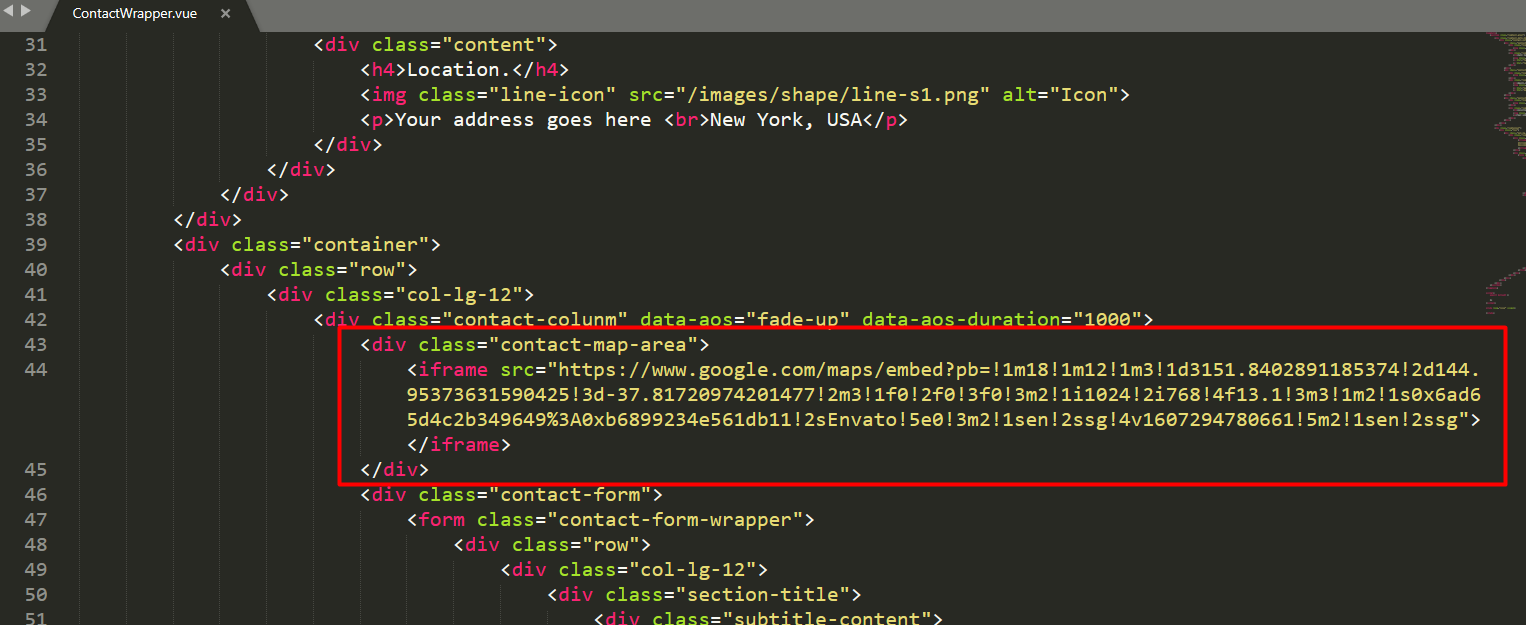 ContactWrapper.vue ×
31 <div class="content">
32 <h4>Location.</h4>
33 <img class="line-icon" src="/images/shape/line-s1.png" alt="Icon">
34 <p>Your address goes here <br>New York, USA</p>
35 </div>
36 </div>
37 </div>
38 </div>
39 <div class="container">
40 <div class="row">
41 <div class="col-lg-12">
42 <div class="contact-colunm" data-aos="fade-up" data-aos-duration="1000">
43 <div class="contact-map-area">
44 <iframe src="https://www.google.com/maps/embed?pb=!1m18!1m12!1m3!1d3151.8402891185374!2d144.
95373631590425!3d-37.81720974201477!2m3!1f0!2f0!3f0!3m2!1i1024!2i768!4f13.1!3m3!1m2!1s0x6ad6
5d4c2b349649%3A0xb6899234e561db11!2sEnvato!5e0!3m2!1sen!2ssg!4v1607294780661!5m2!1sen!2ssg">
</iframe>
45 </div>
46 <div class="contact-form">
47 <form class="contact-form-wrapper">
48 <div class="row">
49 <div class="col-lg-12">
50 <div class="section-title">
51 <div class="subtitle-content">